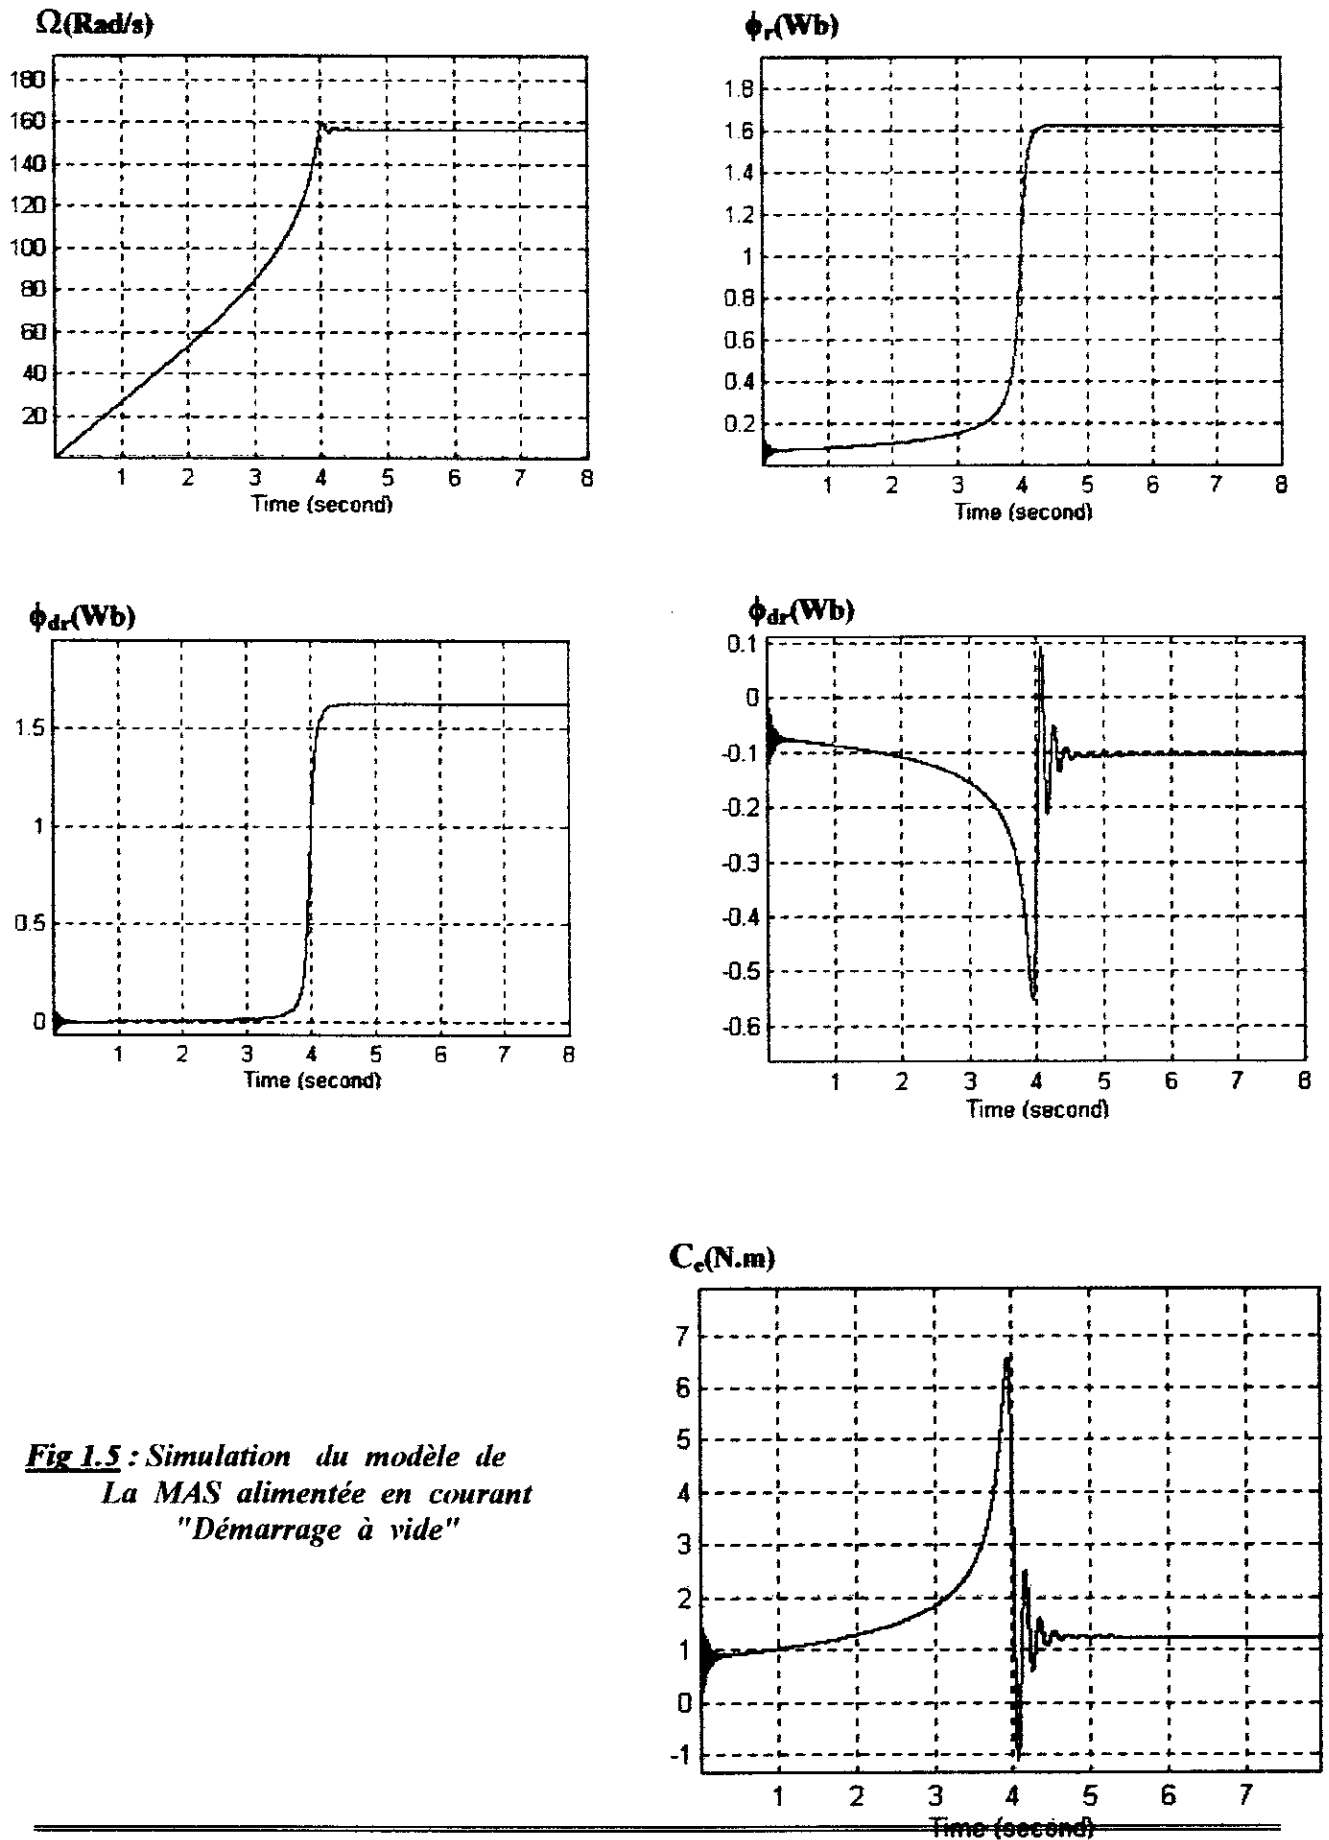 Ω(Rad/s)
180
160
140
120
100
80
60
40
20
1 2 3 4 5 6 7 8
Time (second)
ϕr(Wb)
1.8
1.6
1.4
1.2
1
0.8
0.6
0.4
0.2
1 2 3 4 5 6 7 8
Time (second)
ϕdr(Wb)
1.5
1
0.5
0
1 2 3 4 5 6 7 8
Time (second)
ϕdr(Wb)
0.1
0
-0.1
-0.2
-0.3
-0.4
-0.5
-0.6
1 2 3 4 5 6 7 8
Time (second)
Ce(N.m)
7
6
5
4
3
2
1
0
-1
1 2 3 4 5 6 7
Time (second)
Fig 1.5 : Simulation du modèle de
La MAS alimentée en courant
"Démarrage à vide"